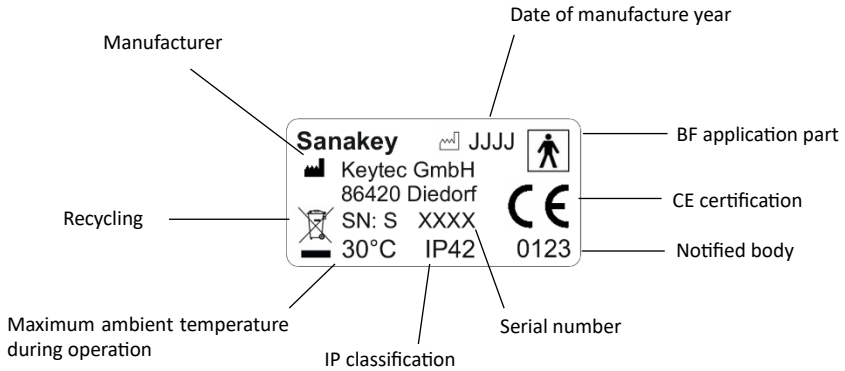 Date of manufacture year
Manufacturer
Sanakey JJJJ
BF application part
Keytec GmbH
86420 Diedorf
CE certification
CE
Recycling
SN: S XXXX
30°C IP42 0123
Notified body
Maximum ambient temperature
during operation
Serial number
IP classification